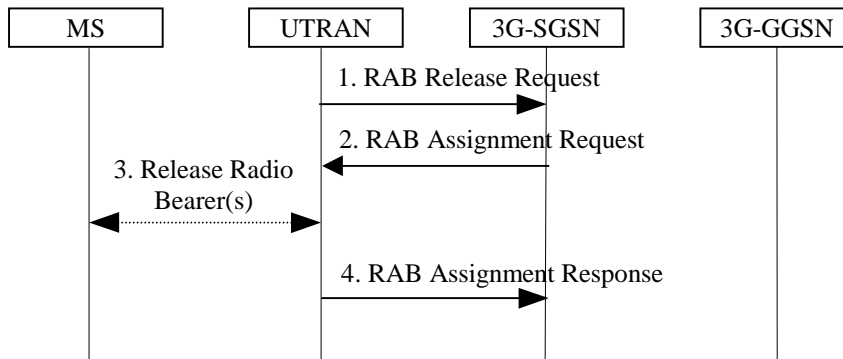 MS
UTRAN
3G-SGSN
3G-GGSN
1. RAB Release Request
2. RAB Assignment Request
3. Release Radio
Bearer(s)
4. RAB Assignment Response